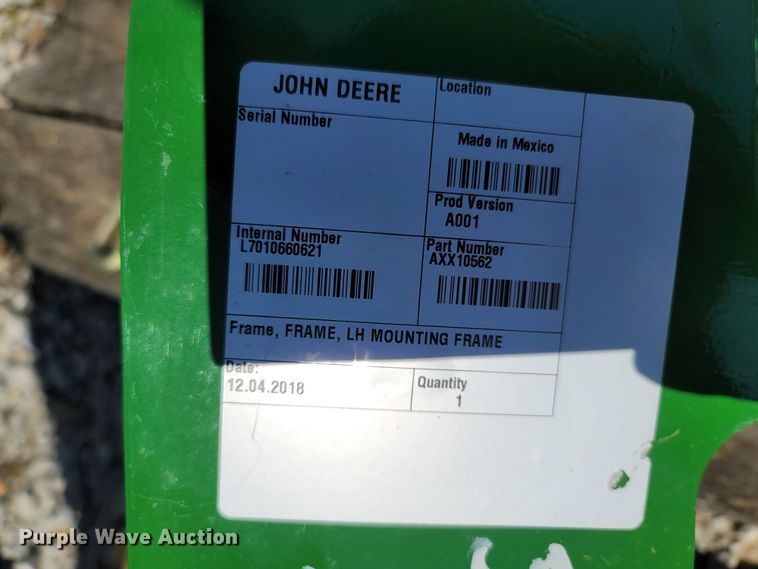 JOHN DEERE
Location
Serial Number
Made in Mexico
Prod Version
A001
Internal Number
L7010660621
Part Number
AXX10562
Frame, FRAME, LH MOUNTING FRAME
Date:
12.04.2018
Quantity
1
Purple Wave Auction